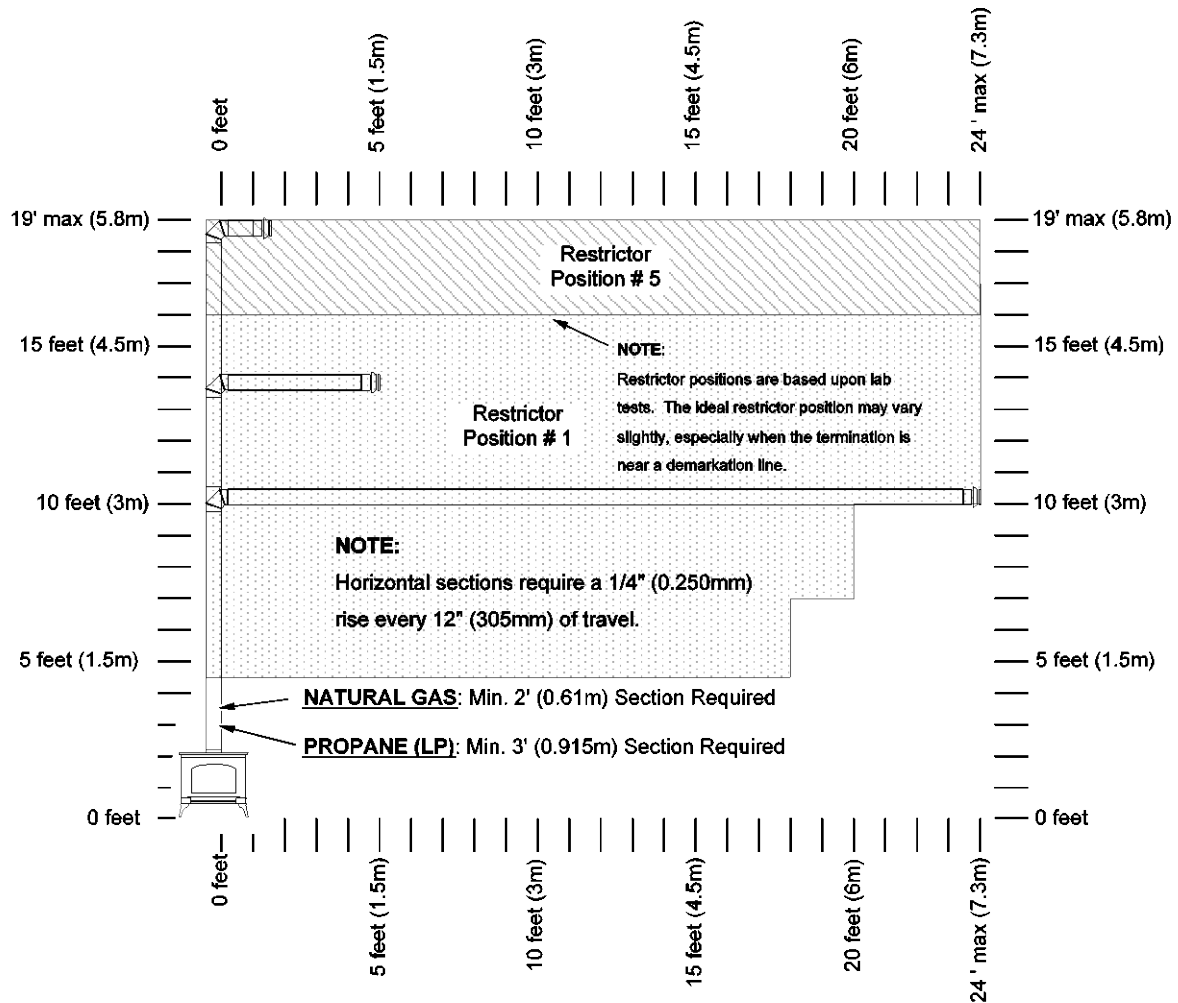 0 feet
5 feet (1.5m)
10 feet (3m)
15 feet (4.5m)
20 feet (6m)
24 ' max (7.3m)
19' max (5.8m)
19' max (5.8m)
Restrictor
Position # 5
15 feet (4.5m)
15 feet (4.5m)
NOTE:
Restrictor positions are based upon lab
tests. The ideal restrictor position may vary
slightly, especially when the termination is
near a demarkation line.
Restrictor
Position # 1
10 feet (3m)
10 feet (3m)
NOTE:
Horizontal sections require a 1/4" (0.250mm)
rise every 12" (305mm) of travel.
5 feet (1.5m)
5 feet (1.5m)
NATURAL GAS: Min. 2' (0.61m) Section Required
PROPANE (LP): Min. 3' (0.915m) Section Required
0 feet
0 feet
0 feet
5 feet (1.5m)
10 feet (3m)
15 feet (4.5m)
20 feet (6m)
24 ' max (7.3m)